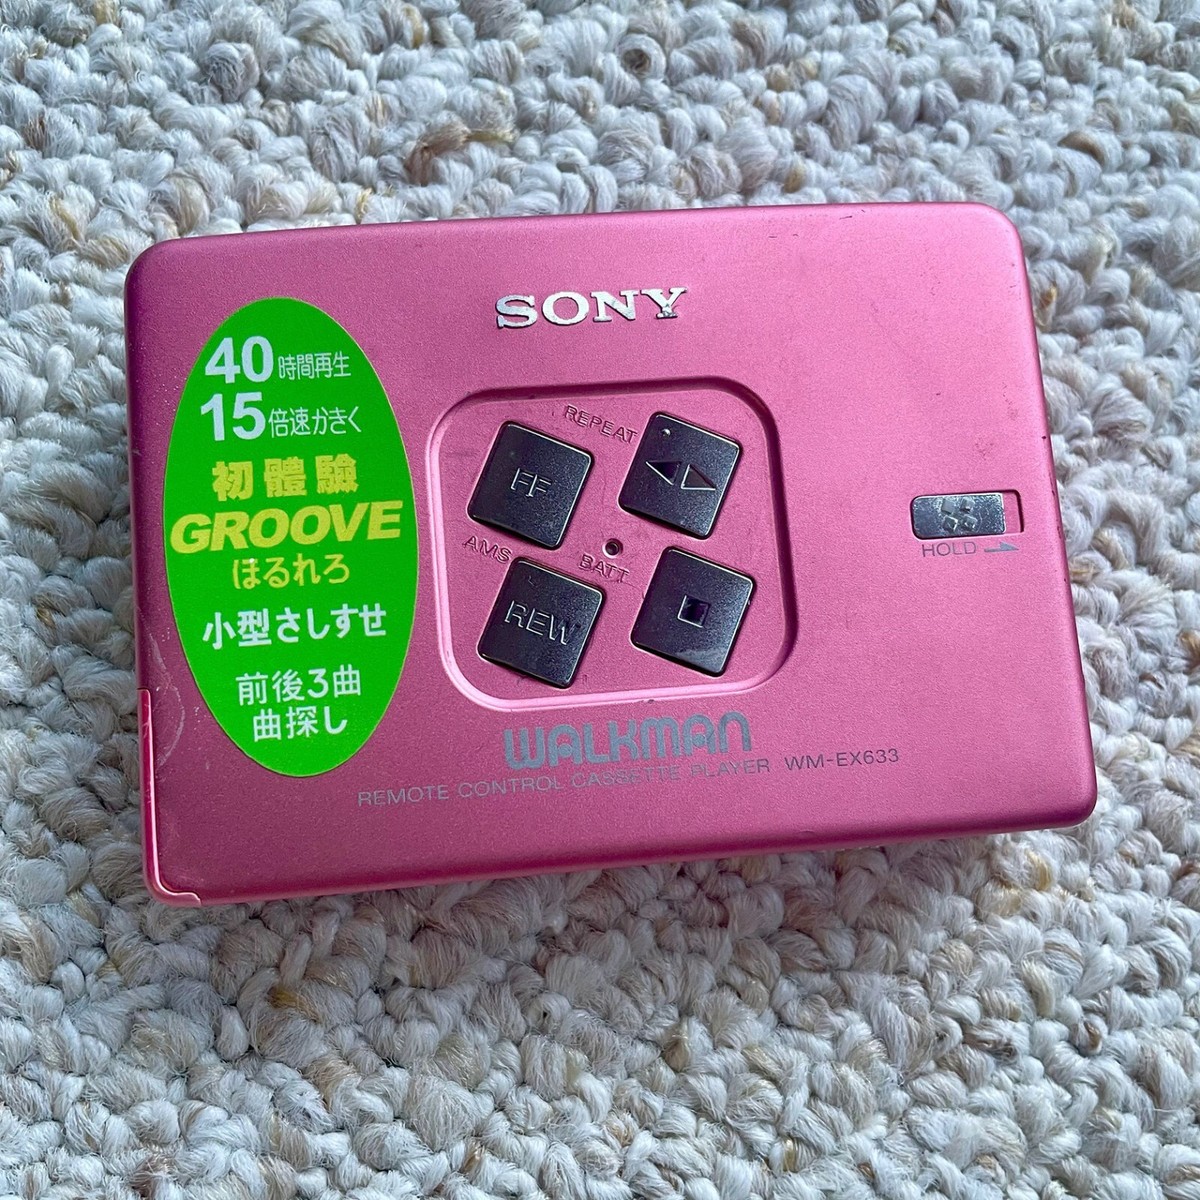 SONY
40時間再生
15倍速かきく
初體驗
GROOVE
ほるれろ
小型さしすせ
前後3曲
曲探し
REPEAT
FF
AMS
BATT
REW
HOLD
WALKMAN
REMOTE CONTROL CASSETTE PLAYER WM-EX633